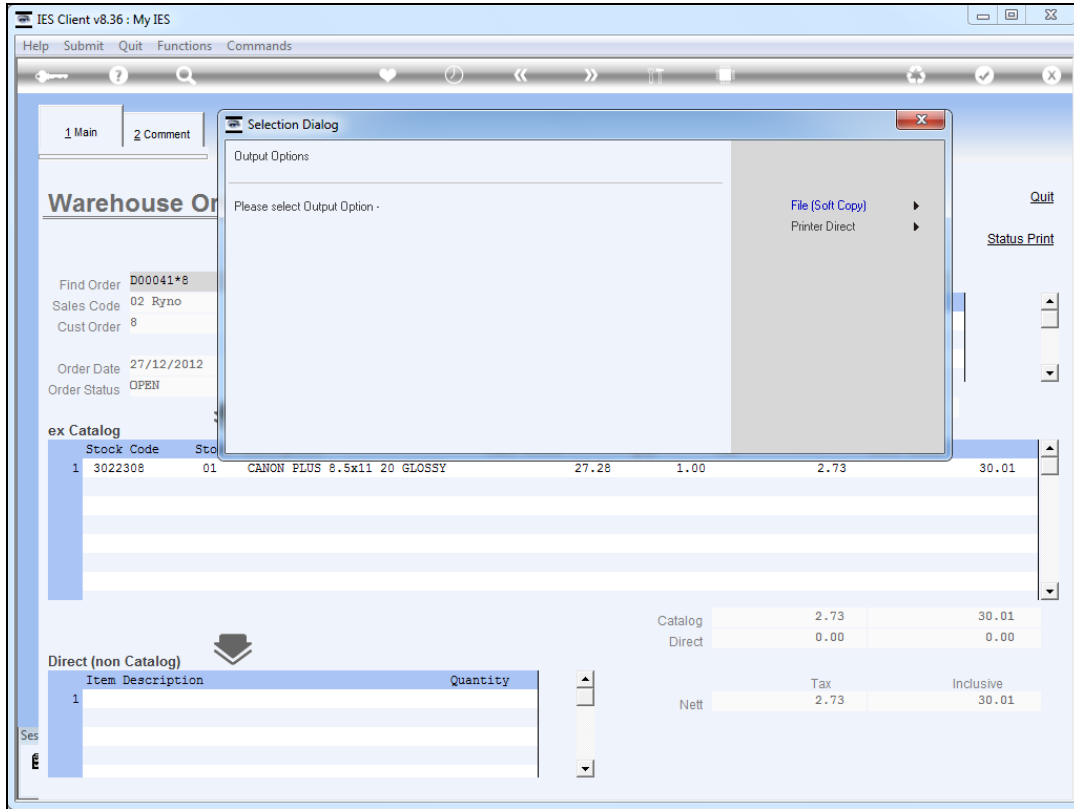 IES Client v8.36 : My IES
Help Submit Quit Functions Commands
1 Main
2 Comment
Selection Dialog
Output Options
Please select Output Option -
File (Soft Copy)
Printer Direct
Warehouse Or
Quit
Status Print
Find Order D00041*8
Sales Code 02 Ryno
Cust Order 8
Order Date 27/12/2012
Order Status OPEN
ex Catalog
Stock Code Sto
1 3022308 01 CANON PLUS 8.5x11 20 GLOSSY 27.28 1.00 2.73 30.01
Catalog 2.73 30.01
Direct 0.00 0.00
Direct (non Catalog)
Item Description Quantity
1
Tax Inclusive
Nett 2.73 30.01
Ses